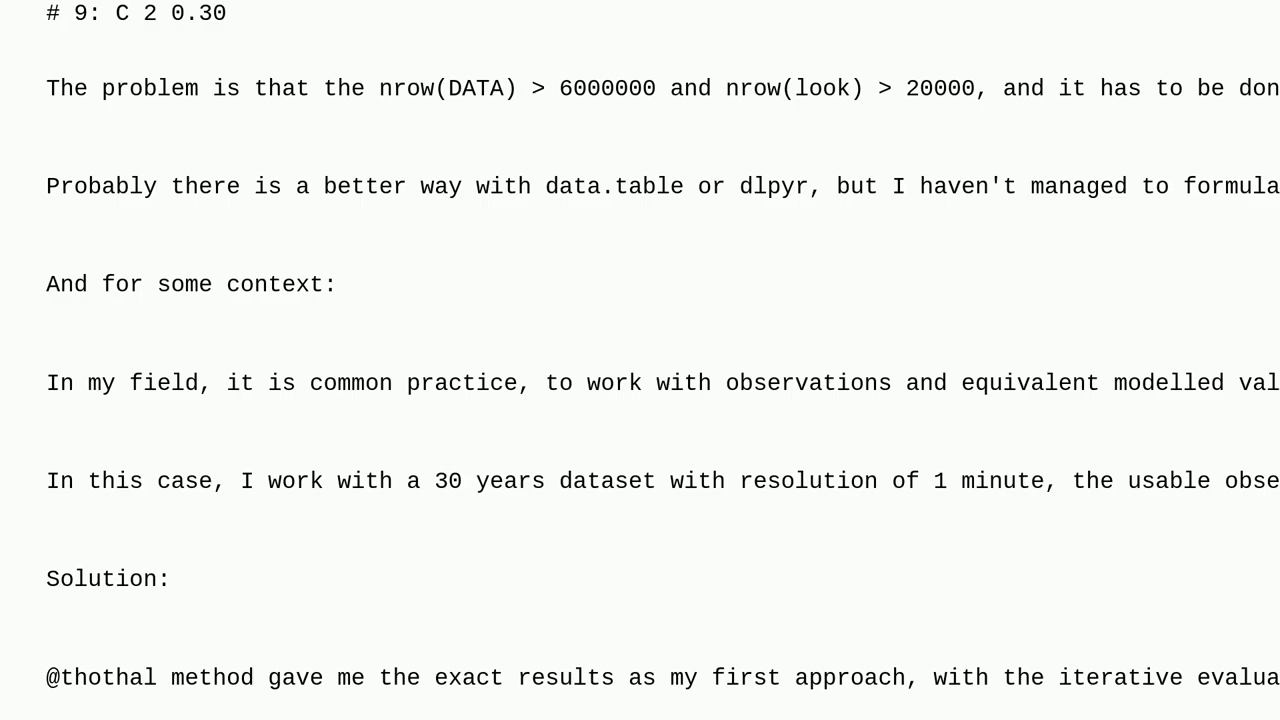 # 9: C 2 0.30
The problem is that the nrow(DATA) > 6000000 and nrow(look) > 20000, and it has to be don
Probably there is a better way with data.table or dlpyr, but I haven't managed to formula
And for some context:
In my field, it is common practice, to work with observations and equivalent modelled val
In this case, I work with a 30 years dataset with resolution of 1 minute, the usable obse
Solution:
@thothal method gave me the exact results as my first approach, with the iterative evalua